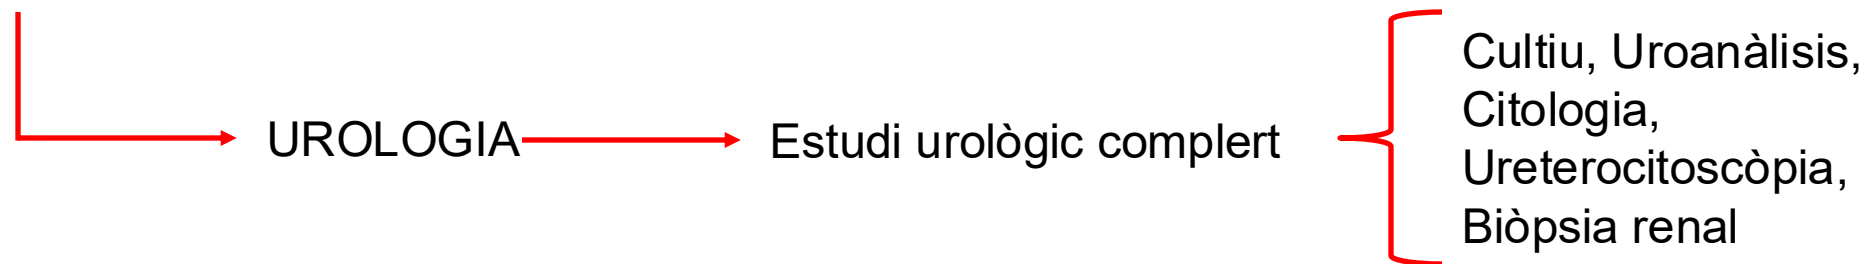 UROLOGIA
Estudi urològic complert
Cultiu, Uroanàlisis,
Citologia,
Ureterocitoscòpia,
Biòpsia renal